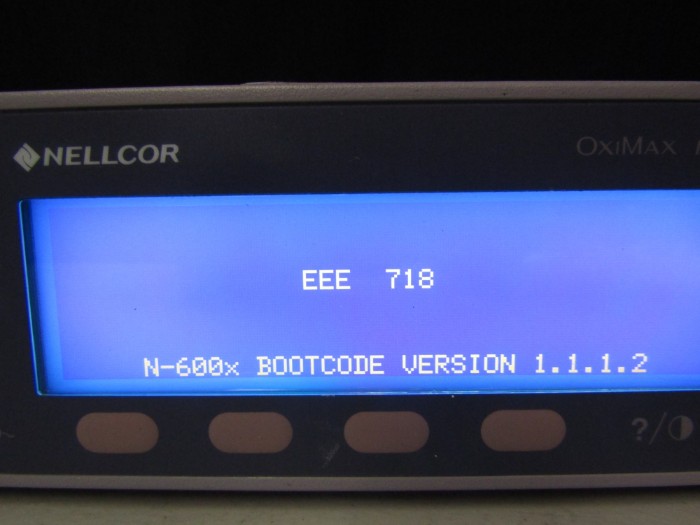 NELLCOR
OXIMAX
EEE 718
N-600x BOOTCODE VERSION 1.1.1.2
?/